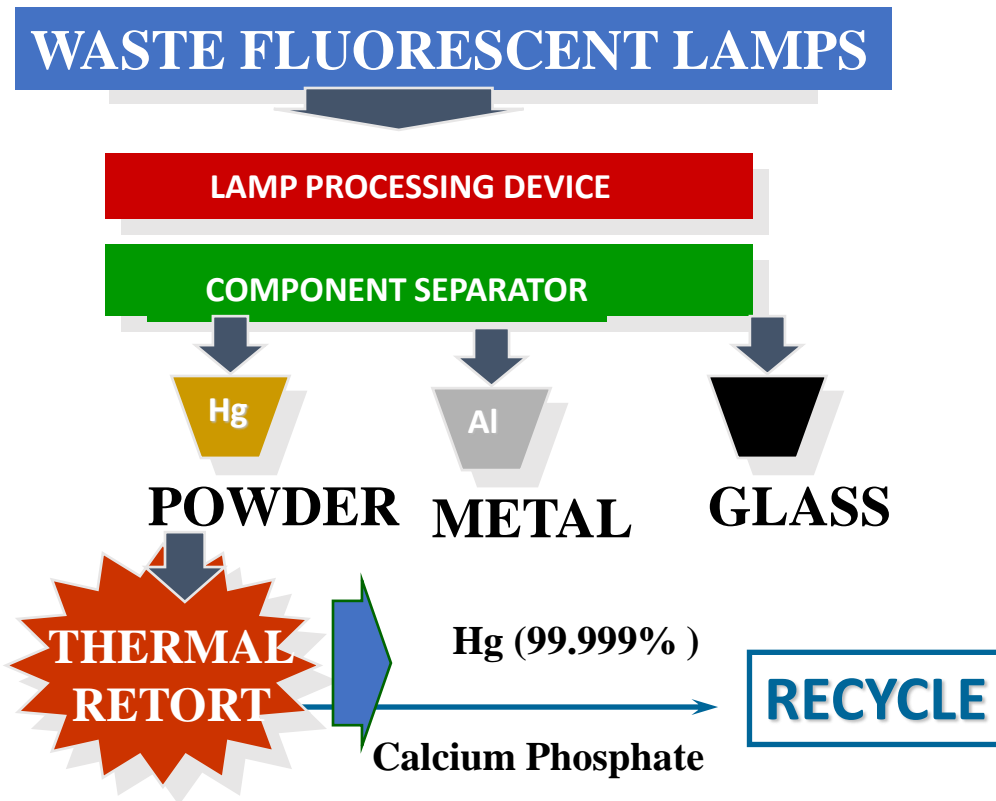 WASTE FLUORESCENT LAMPS
LAMP PROCESSING DEVICE
COMPONENT SEPARATOR
Hg
Al
POWDER
METAL
GLASS
THERMAL
RETORT
Hg (99.999% )
Calcium Phosphate
RECYCLE